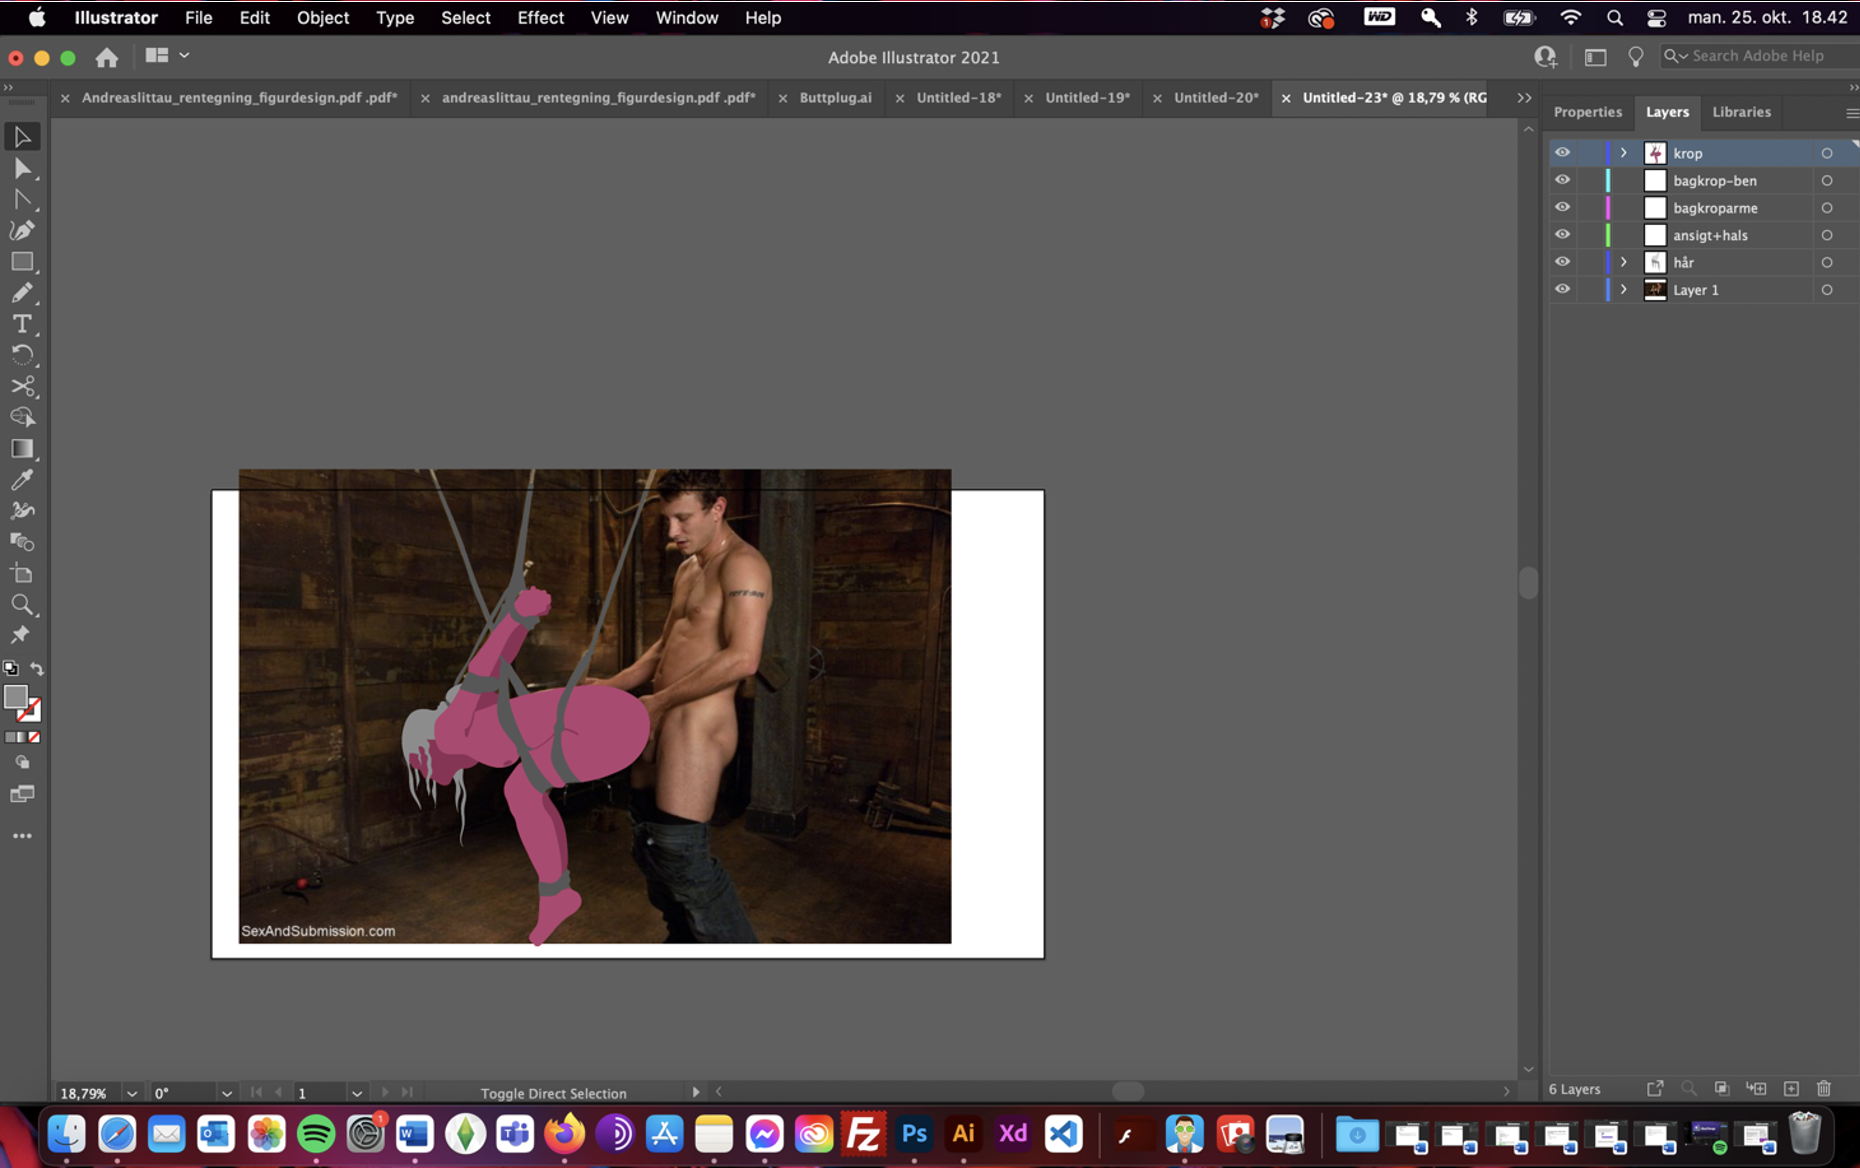 Illustrator File Edit Object Type Select Effect View Window Help
1
WD
man. 25. okt. 18.42
Adobe Illustrator 2021
Search Adobe Help
Andreaslittau_rentegning_figurdesign.pdf .pdf*
andreaslittau_rentegning_figurdesign.pdf .pdf*
Buttplug.ai
Untitled-18*
Untitled-19*
Untitled-20*
Untitled-23* @ 18,79 % (RG
Properties Layers Libraries
krop
bagkrop-ben
bagkroparme
ansigt+hals
hår
Layer 1
SexAndSubmission.com
18,79% 0° 1 Toggle Direct Selection
6 Layers
1
Fz Ps Ai Xd